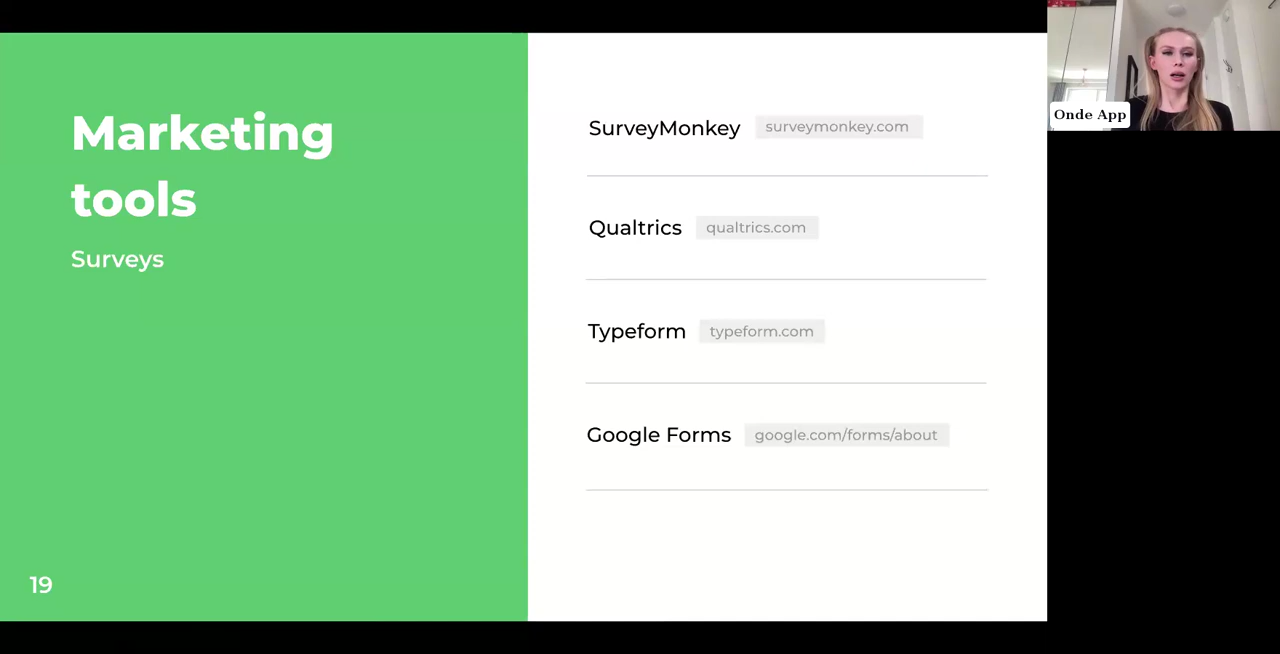 Marketing
tools
Surveys
19
SurveyMonkey surveymonkey.com
Qualtrics qualtrics.com
Typeform typeform.com
Google Forms google.com/forms/about
Onde App